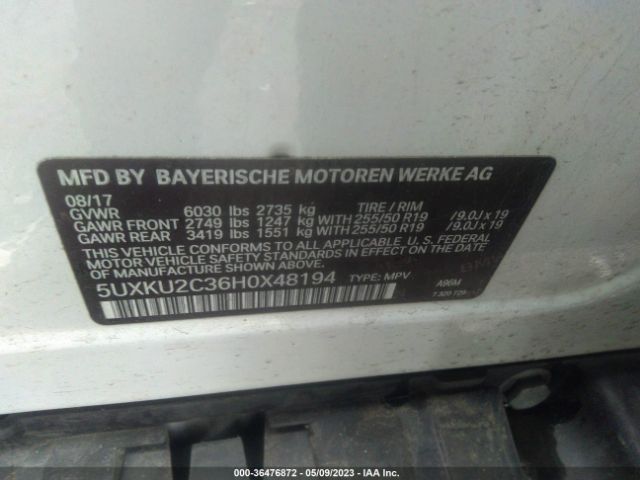 MFD BY BAYERISCHE MOTOREN WERKE AG
08/17
GVWR 6030 lbs 2735 kg TIRE / RIM
GAWR FRONT 2749 lbs 1247 kg WITH 255/50 R19 /9.0J x 19
GAWR REAR 3419 lbs 1551 kg WITH 255/50 R19 /9.0J x 19
THIS VEHICLE CONFORMS TO ALL APPLICABLE U. S. FEDERAL
MOTOR VEHICLE SAFETY STANDARDS IN EFFECT ON THE DATE
OF MANUFACTURE SHOWN ABOVE.
5UXKU2C36H0X48194 TYPE: MPV A96M
000-36476872 / 05/09/2023 / IAA Inc.